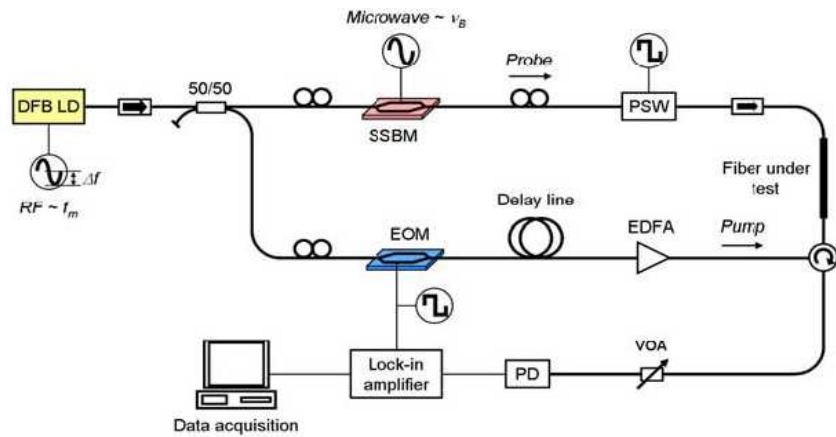 Microwave ~ νB
50/50
Probe
DFB LD
PSW
SSBM
Δf
RF ~ fm
Fiber under
test
Delay line
EOM
EDFA
Pump
VOA
Lock-in
amplifier
PD
Data acquisition